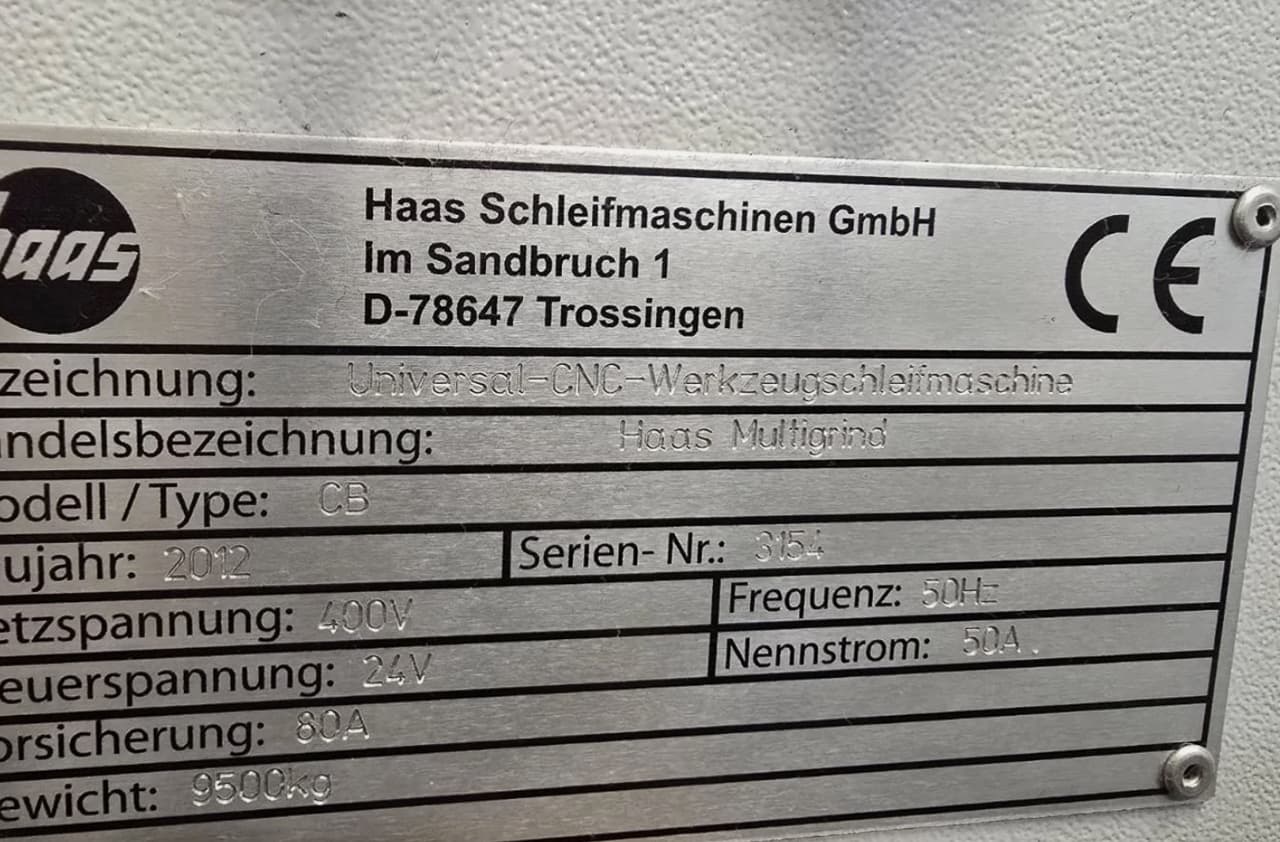 haas
Haas Schleifmaschinen GmbH
Im Sandbruch 1
D-78647 Trossingen
CE
zeichnung: Universal-CNC-Werkzeugschleifmaschine
ndelsbezeichnung: Haas Multigrind
odell / Type: CB
ujahr: 2012 Serien- Nr.: 3154
etzspannung: 400V Frequenz: 50Hz
euerspannung: 24V Nennstrom: 50A.
orsicherung: 80A
ewicht: 9500kg